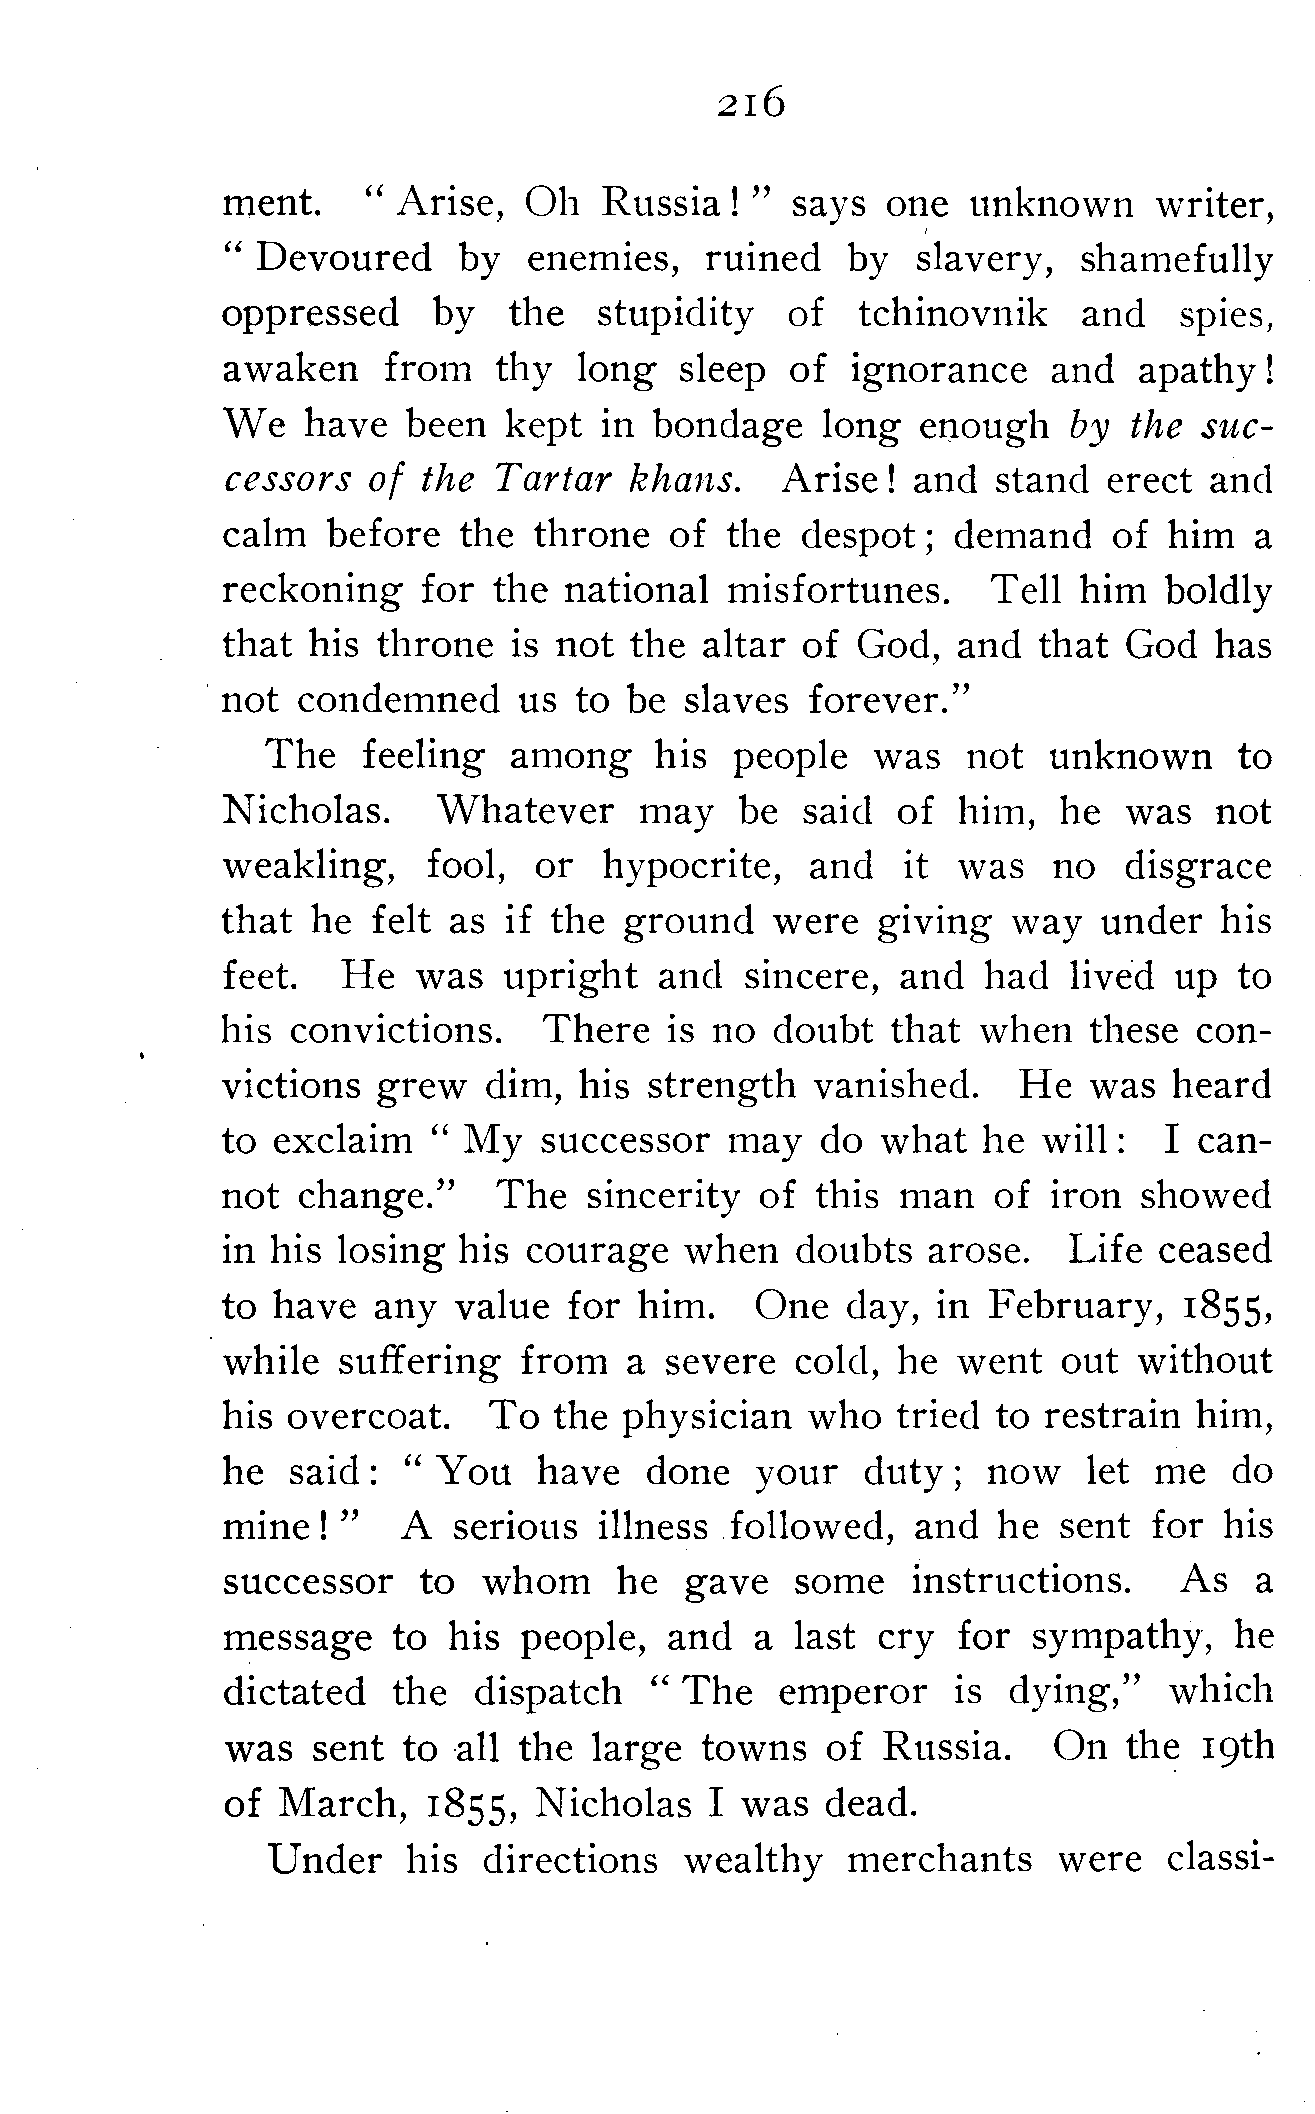 216
ment. " Arise, Oh Russia! " says one unknown writer,
" Devoured by enemies, ruined by slavery, shamefully
oppressed by the stupidity of tchinovnik and spies,
awaken from thy long sleep of ignorance and apathy!
We have been kept in bondage long enough by the suc-
cessors of the Tartar khans. Arise! and stand erect and
calm before the throne of the despot; demand of him a
reckoning for the national misfortunes. Tell him boldly
that his throne is not the altar of God, and that God has
not condemned us to be slaves forever."
The feeling among his people was not unknown to
Nicholas. Whatever may be said of him, he was not
weakling, fool, or hypocrite, and it was no disgrace
that he felt as if the ground were giving way under his
feet. He was upright and sincere, and had lived up to
his convictions. There is no doubt that when these con-
victions grew dim, his strength vanished. He was heard
to exclaim " My successor may do what he will: I can-
not change." The sincerity of this man of iron showed
in his losing his courage when doubts arose. Life ceased
to have any value for him. One day, in February, 1855,
while suffering from a severe cold, he went out without
his overcoat. To the physician who tried to restrain him,
he said: " You have done your duty; now let me do
mine! " A serious illness followed, and he sent for his
successor to whom he gave some instructions. As a
message to his people, and a last cry for sympathy, he
dictated the dispatch " The emperor is dying," which
was sent to all the large towns of Russia. On the 19th
of March, 1855, Nicholas I was dead.
Under his directions wealthy merchants were classi-